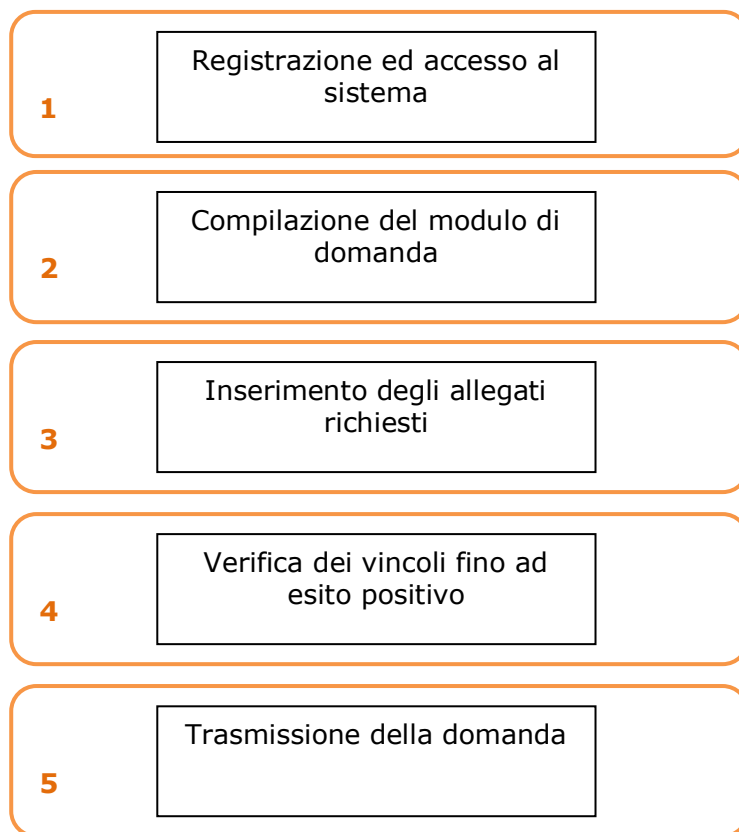 Registrazione ed accesso al
sistema
1
Compilazione del modulo di
domanda
2
Inserimento degli allegati
richiesti
3
Verifica dei vincoli fino ad
esito positivo
4
Trasmissione della domanda
5